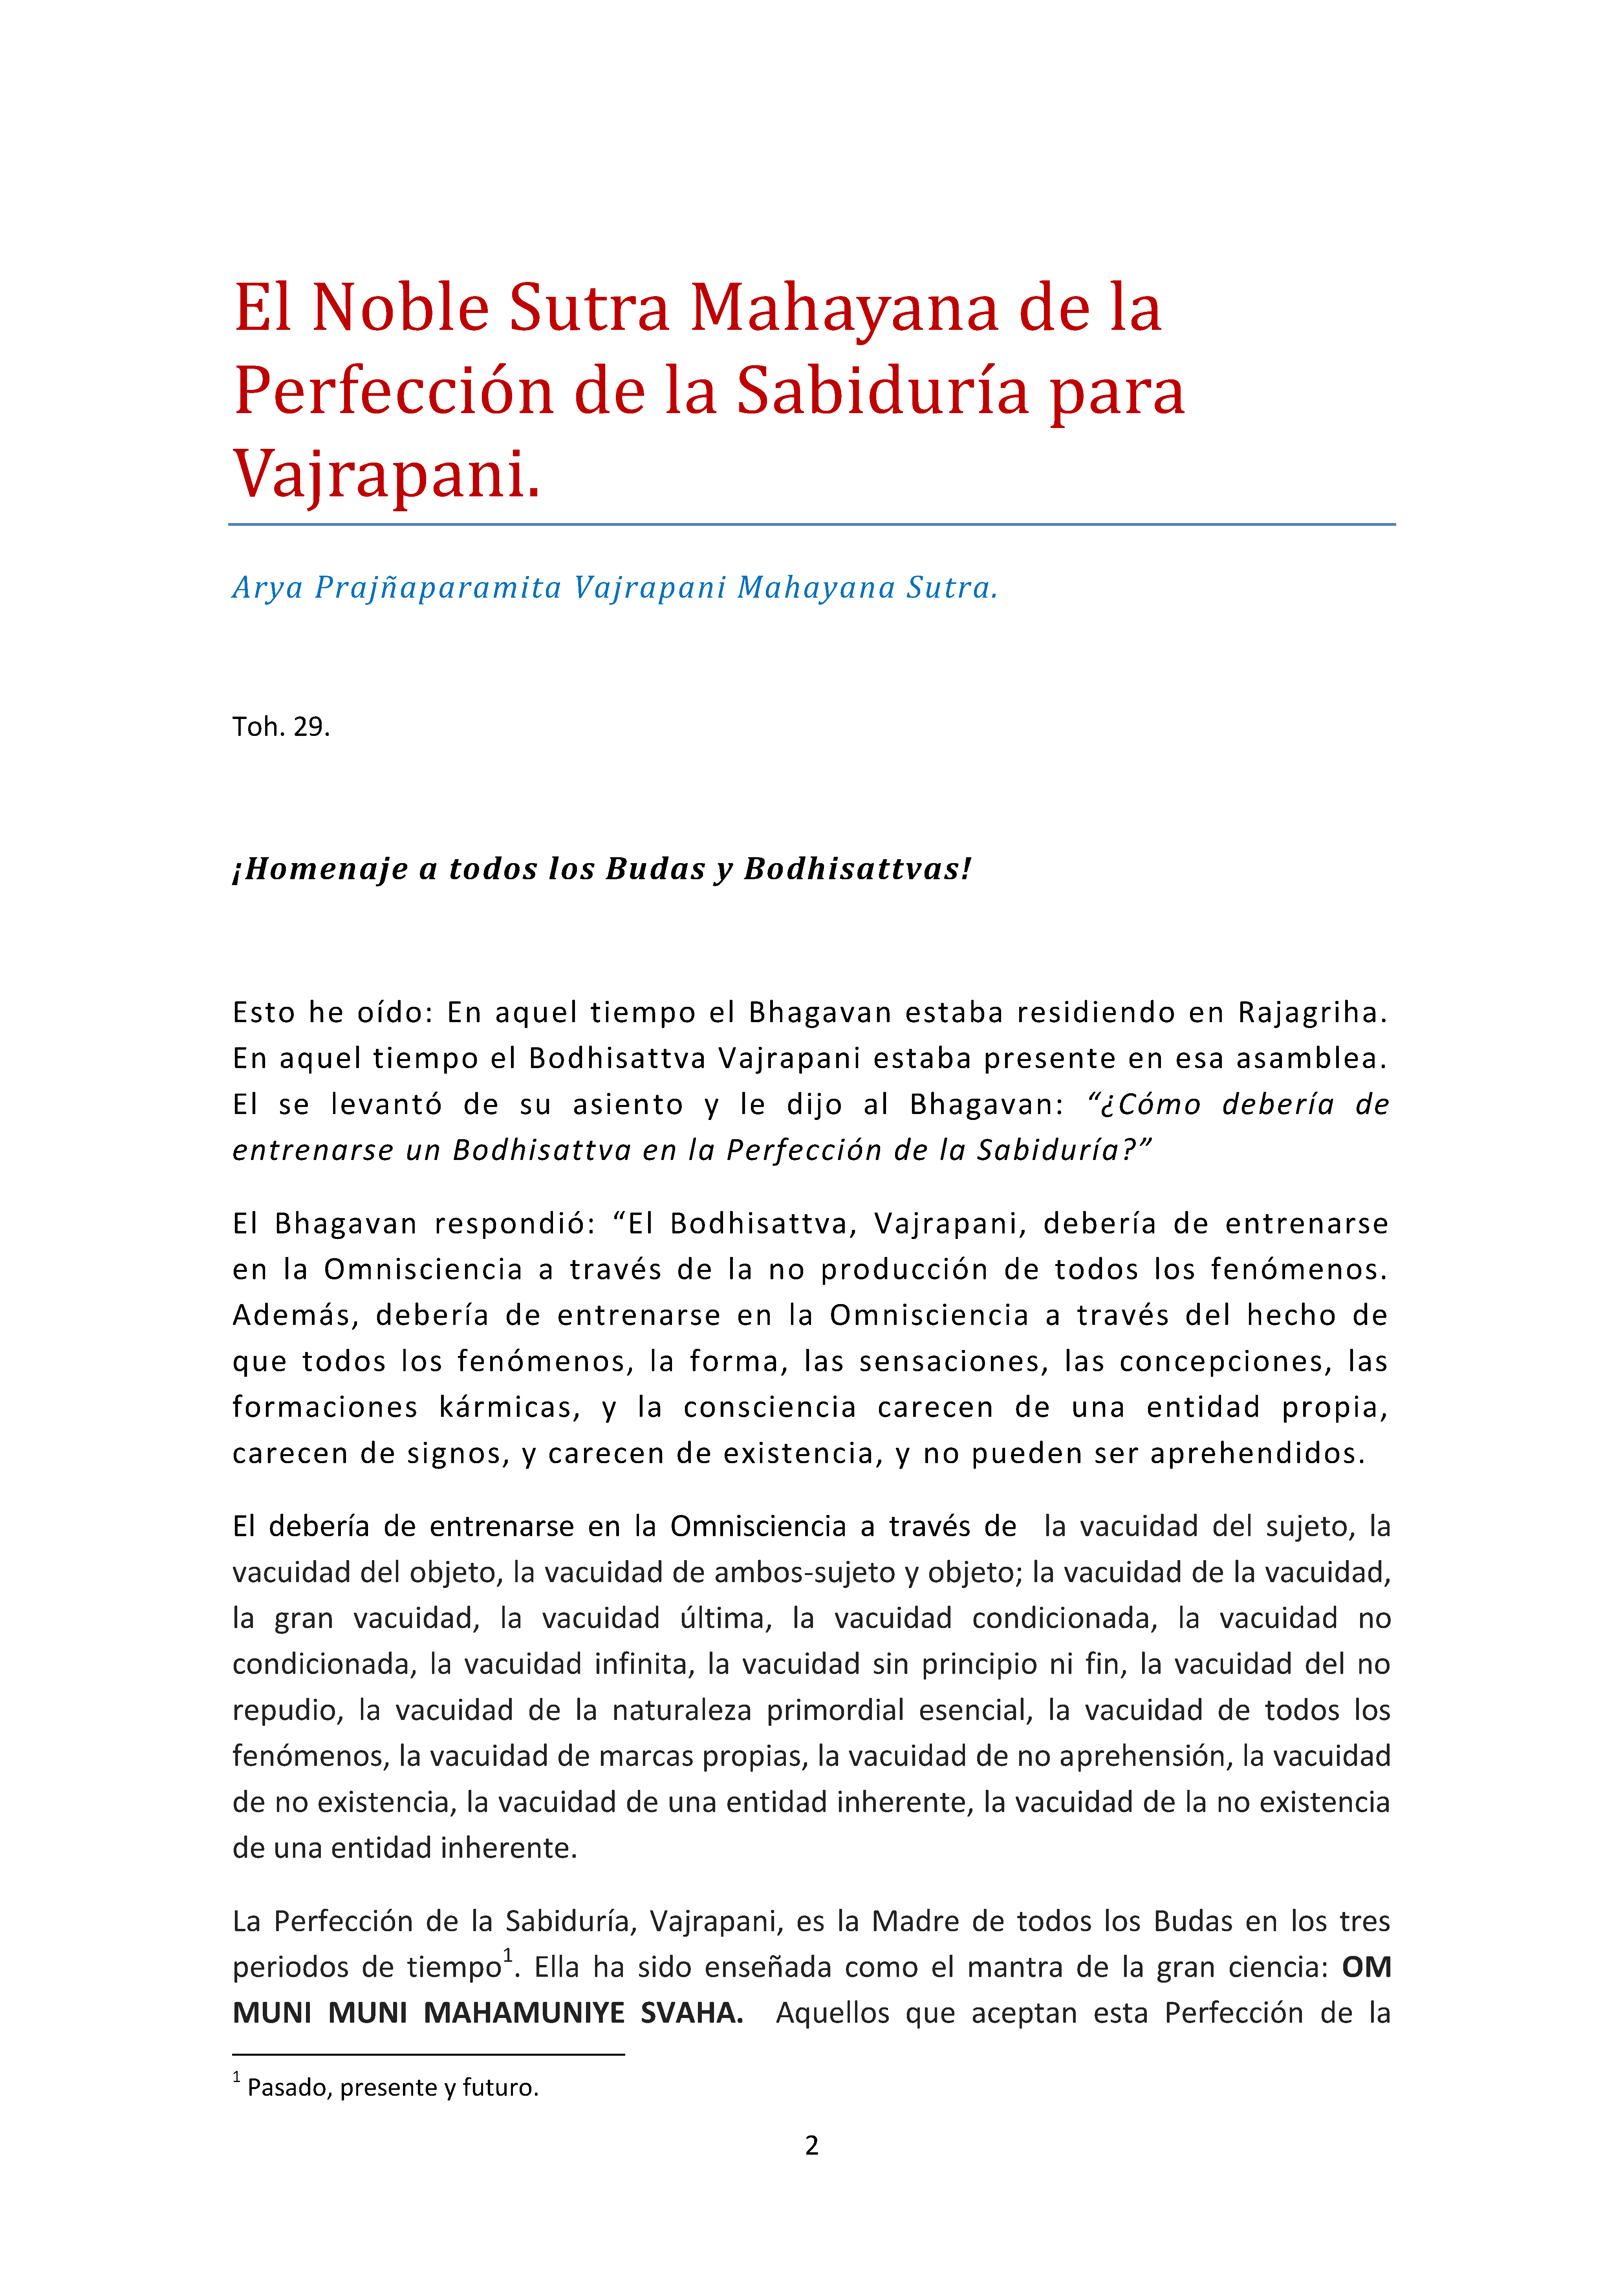 El Noble Sutra Mahayana de la
Perfección de la Sabiduría para
Vajrapani.
Arya Prajñaparamita Vajrapani Mahayana Sutra.
Toh. 29.
¡Homenaje a todos los Budas y Bodhisattvas!
Esto he oído: En aquel tiempo el Bhagavan estaba residiendo en Rajagriha.
En aquel tiempo el Bodhisattva Vajrapani estaba presente en esa asamblea.
El se levantó de su asiento y le dijo al Bhagavan: “¿Cómo debería de
entrenarse un Bodhisattva en la Perfección de la Sabiduría?”
El Bhagavan respondió: “El Bodhisattva, Vajrapani, debería de entrenarse
en la Omnisciencia a través de la no producción de todos los fenómenos.
Además, debería de entrenarse en la Omnisciencia a través del hecho de
que todos los fenómenos, la forma, las sensaciones, las concepciones, las
formaciones kármicas, y la consciencia carecen de una entidad propia,
carecen de signos, y carecen de existencia, y no pueden ser aprehendidos.
El debería de entrenarse en la Omnisciencia a través de la vacuidad del sujeto, la
vacuidad del objeto, la vacuidad de ambos-sujeto y objeto; la vacuidad de la vacuidad,
la gran vacuidad, la vacuidad última, la vacuidad condicionada, la vacuidad no
condicionada, la vacuidad infinita, la vacuidad sin principio ni fin, la vacuidad del no
repudio, la vacuidad de la naturaleza primordial esencial, la vacuidad de todos los
fenómenos, la vacuidad de marcas propias, la vacuidad de no aprehensión, la vacuidad
de no existencia, la vacuidad de una entidad inherente, la vacuidad de la no existencia
de una entidad inherente.
La Perfección de la Sabiduría, Vajrapani, es la Madre de todos los Budas en los tres
periodos de tiempo¹. Ella ha sido enseñada como el mantra de la gran ciencia: OM
MUNI MUNI MAHAMUNIYE SVAHA. Aquellos que aceptan esta Perfección de la
¹ Pasado, presente y futuro.
2